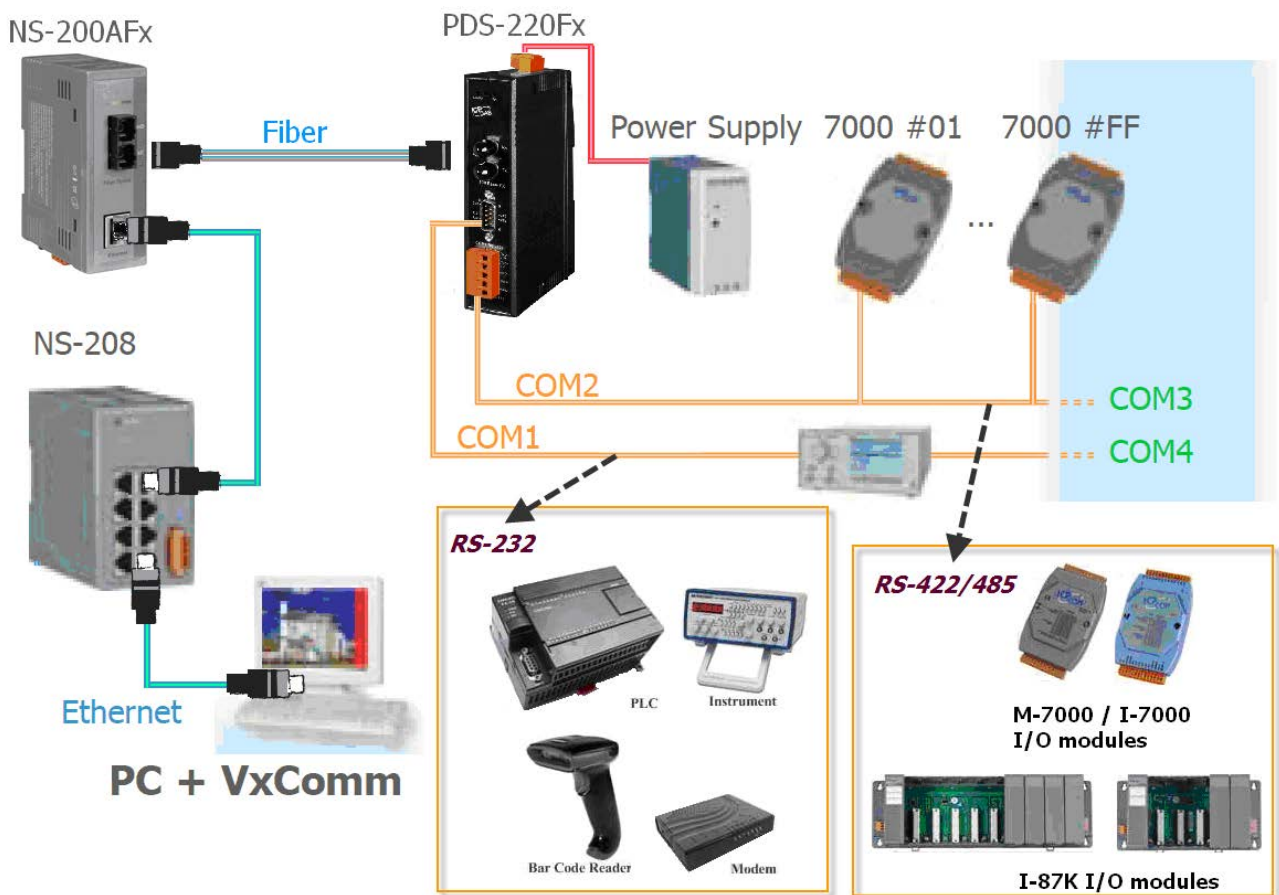 NS-200AFx
PDS-220Fx
Fiber
Power Supply
7000 #01
7000 #FF
...
NS-208
COM2
COM3
COM1
COM4
RS-232
RS-422/485
PLC
Instrument
Ethernet
M-7000 / I-7000
I/O modules
PC + VxComm
Bar Code Reader
Modem
I-87K I/O modules